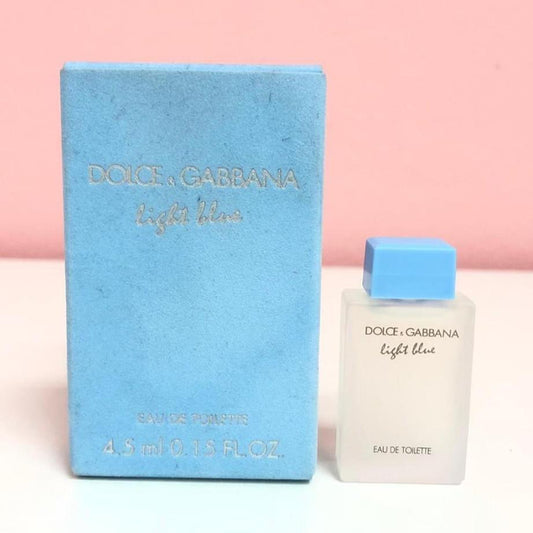 DOLCE & GABBANA
light blue
EAU DE TOILETTE
4.5 ml 0.15 FL.OZ.
DOLCE & GABBANA
light blue
EAU DE TOILETTE